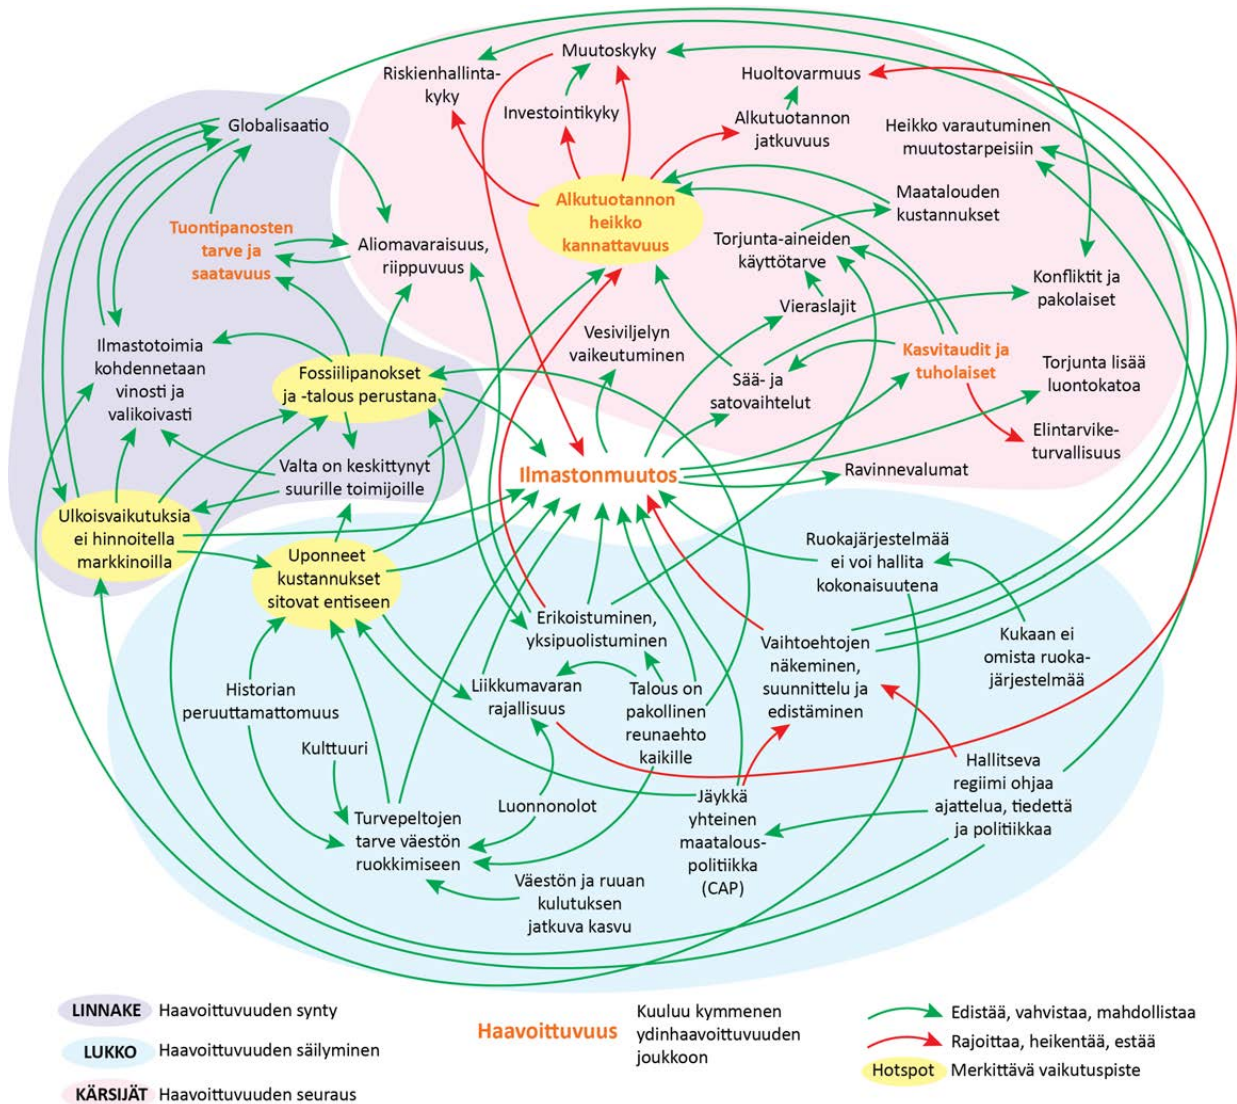 Muutoskyky
Riskienhallinta-
kyky
Huoltovarmuus
Investointikyky
Alkutuotannon
jatkuvuus
Globalisaatio
Heikko varautuminen
muutostarpeisiin
Alkutuotannon
heikko
kannattavuus
Maatalouden
kustannukset
Tuontipanosten
tarve ja
saatavuus
Aliomavaraisuus,
riippuvuus
Torjunta-aineiden
käyttötarve
Konfliktit ja
pakolaiset
Vieraslajit
Ilmastotoimia
kohdennetaan
vinosti ja
valikoivasti
Vesiviljelyn
vaikeutuminen
Kasvitaudit ja
tuholaiset
Torjunta lisää
luontokatoa
Fossiilipanokset
ja -talous perustana
Sää- ja
satovaihtelut
Elintarvike-
turvallisuus
Valta on keskittynyt
suurille toimijoille
Ilmastonmuutos
Ravinnevalumat
Ulkoisvaikutuksia
ei hinnoitella
markkinoilla
Uponneet
kustannukset
sitovat entiseen
Ruokajärjestelmää
ei voi hallita
kokonaisuutena
Erikoistuminen,
yksipuolistuminen
Vaihtoehtojen
näkeminen,
suunnittelu ja
edistäminen
Kukaan ei
omista ruoka-
järjestelmää
Historian
peruuttamattomuus
Liikkumavaran
rajallisuus
Talous on
pakollinen
reunaehto
kaikille
Kulttuuri
Hallitseva
regiimi ohjaa
ajattelua, tiedettä
ja politiikkaa
Luonnonolot
Jäykkä
yhteinen
maatalous-
politiikka
(CAP)
Turvepeltojen
tarve väestön
ruokkimiseen
Väestön ja ruuan
kulutuksen
jatkuva kasvu
LINNAKE Haavoittuvuuden synty
LUKKO Haavoittuvuuden säilyminen
KÄRSIJÄT Haavoittuvuuden seuraus
Haavoittuvuus
Kuuluu kymmenen
ydinhaavoittuvuuden
joukkoon
Edistää, vahvistaa, mahdollistaa
Rajoittaa, heikentää, estää
Hotspot Merkittävä vaikutuspiste